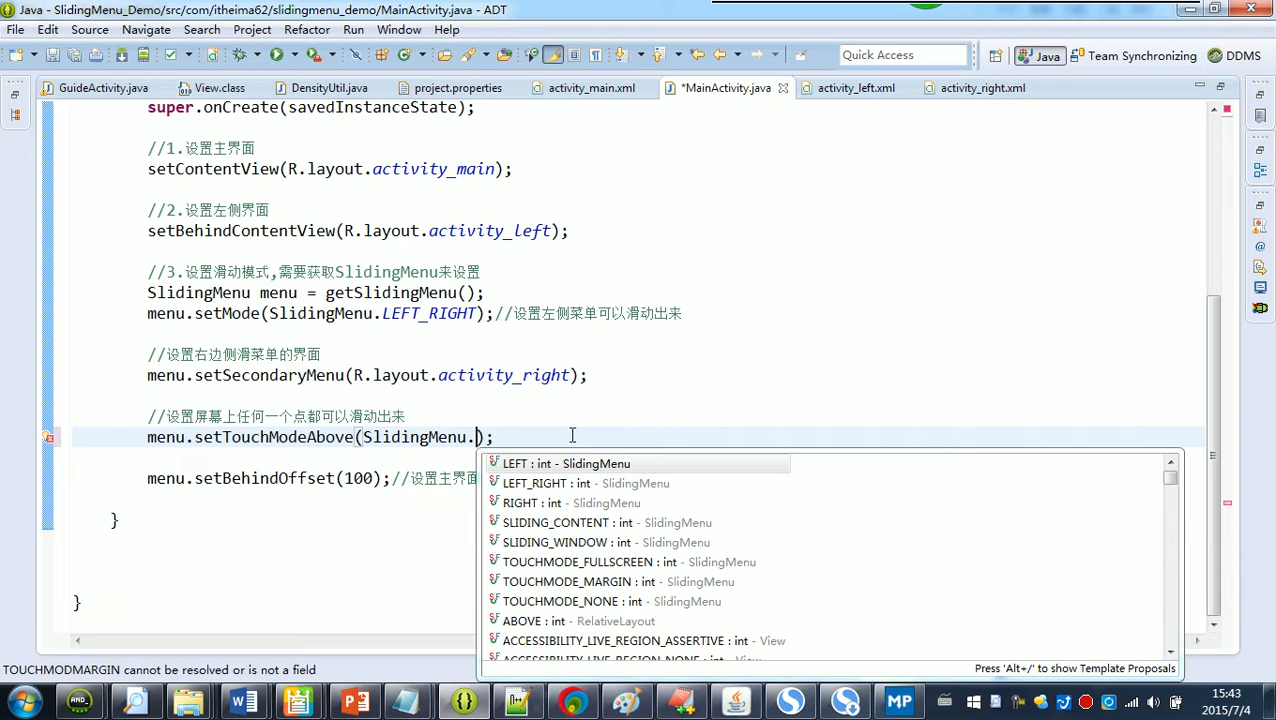 Java - SlidingMenu_Demo/src/com/itheima62/slidingmenu_demo/MainActivity.java - ADT
File Edit Source Navigate Search Project Refactor Run Window Help
Quick Access Java Team Synchronizing DDMS
GuideActivity.java View.class DensityUtil.java project.properties activity_main.xml *MainActivity.java activity_left.xml activity_right.xml
super.onCreate(savedInstanceState);
//1.设置主界面
setContentView(R.layout.activity_main);
//2.设置左侧界面
setBehindContentView(R.layout.activity_left);
//3.设置滑动模式,需要获取SlidingMenu来设置
SlidingMenu menu = getSlidingMenu();
menu.setMode(SlidingMenu.LEFT_RIGHT);//设置左侧菜单可以滑动出来
//设置右边侧滑菜单的界面
menu.setSecondaryMenu(R.layout.activity_right);
//设置屏幕上任何一个点都可以滑动出来
menu.setTouchModeAbove(SlidingMenu.);
menu.setBehindOffset(100);//设置主界面
}
}
LEFT : int - SlidingMenu
LEFT_RIGHT : int - SlidingMenu
RIGHT : int - SlidingMenu
SLIDING_CONTENT : int - SlidingMenu
SLIDING_WINDOW : int - SlidingMenu
TOUCHMODE_FULLSCREEN : int - SlidingMenu
TOUCHMODE_MARGIN : int - SlidingMenu
TOUCHMODE_NONE : int - SlidingMenu
ABOVE : int - RelativeLayout
ACCESSIBILITY_LIVE_REGION_ASSERTIVE : int - View
ACCESSIBILITY_LIVE_REGION_NONE : int - View
Press 'Alt+/' to show Template Proposals
TOUCHMODMARGIN cannot be resolved or is not a field
15:43
2015/7/4